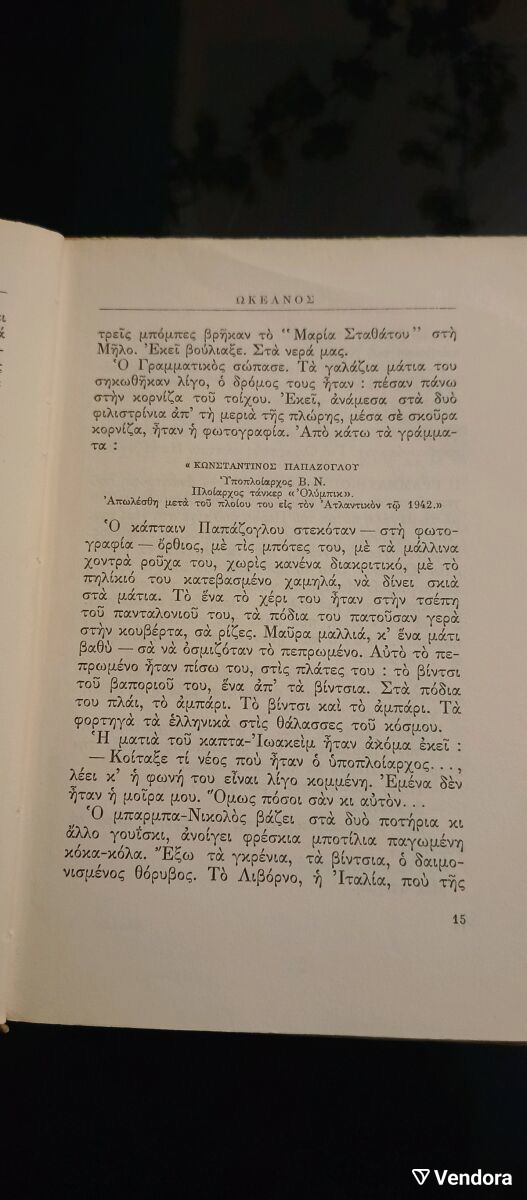 ΩΚΕΑΝΟΣ
τρεῖς μπόμπες βρῆκαν τὸ "Μαρία Σταθάτου" στὴ
Μῆλο. Ἐκεῖ βούλιαξε. Στὰ νερά μας.
Ὁ Γραμματικὸς σώπασε. Τὰ γαλάζια μάτια του
σηκωθῆκαν λίγο, ὁ δρόμος τους ἦταν : πέσαν πάνω
στὴν κορνίζα τοῦ τοίχου. Ἐκεῖ, ἀνάμεσα στὰ δυὸ
φιλιστρίνια ἀπ' τὴ μεριὰ τῆς πλώρης, μέσα σὲ σκοῦρα
κορνίζα, ἦταν ἡ φωτογραφία. Ἀπὸ κάτω τὰ γράμμα-
τα :
« ΚΩΝΣΤΑΝΤΙΝΟΣ ΠΑΠΑΖΟΓΛΟΥ
Ὑποπλοίαρχος Β. Ν.
Πλοίαρχος τάνκερ «Ὀλύμπικ».
Ἀπωλέσθη μετὰ τοῦ πλοίου του εἰς τὸν Ἀτλαντικὸν τῷ 1942.»
Ὁ κάπταιν Παπάζογλου στεκόταν — στὴ φωτο-
γραφία — ὄρθιος, μὲ τὶς μπότες του, μὲ τὰ μάλλινα
χοντρὰ ροῦχα του, χωρὶς κανένα διακριτικό, μὲ τὸ
πηλίκιό του κατεβασμένο χαμηλά, νὰ δίνει σκιὰ
στὰ μάτια. Τὸ ἕνα τὸ χέρι του ἦταν στὴν τσέπη
τοῦ πανταλονιοῦ του, τὰ πόδια του πατοῦσαν γερὰ
στὴν κουβέρτα, σὰ ρίζες. Μαῦρα μαλλιά, κ' ἕνα μάτι
βαθὺ — σὰ νὰ ὀσμιζόταν τὸ πεπρωμένο. Αὐτὸ τὸ πε-
πρωμένο ἦταν πίσω του, στὶς πλάτες του : τὸ βίντσι
τοῦ βαποριοῦ του, ἕνα ἀπ' τὰ βίντσια. Στὰ πόδια
του πλάι, τὸ ἀμπάρι. Τὸ βίντσι καὶ τὸ ἀμπάρι. Τὰ
φορτηγὰ τὰ ἑλληνικὰ στὶς θάλασσες τοῦ κόσμου.
Ἡ ματιὰ τοῦ καπτα-Ἰωακεὶμ ἦταν ἀκόμα ἐκεῖ :
— Κοίταξε τί νέος ποὺ ἦταν ὁ ὑποπλοίαρχος...,
λέει κ' ἡ φωνή του εἶναι λίγο κομμένη. Ἐμένα δὲν
ἦταν ἡ μοῖρα μου. Ὅμως πόσοι σὰν κι αὐτὸν...
Ὁ μπαρμπα-Νικολὸς βάζει στὰ δυὸ ποτήρια κι
ἄλλο γουΐσκι, ἀνοίγει φρέσκια μποτίλια παγωμένη
κόκα-κόλα. Ἔξω τὰ γκρένια, τὰ βίντσια, ὁ δαιμο-
νισμένος θόρυβος. Τὸ Λιβόρνο, ἡ Ἰταλία, ποὺ τῆς
15
Vendora